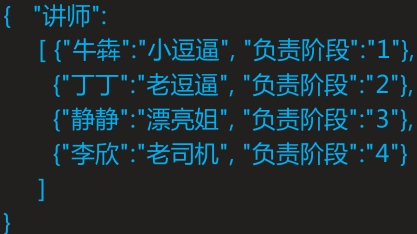 {   "讲师":
[ {"牛犇":"小逗逼", "负责阶段":"1"},
{"丁丁":"老逗逼", "负责阶段":"2"},
{"静静":"漂亮姐", "负责阶段":"3"},
{"李欣":"老司机", "负责阶段":"4"}
]
}